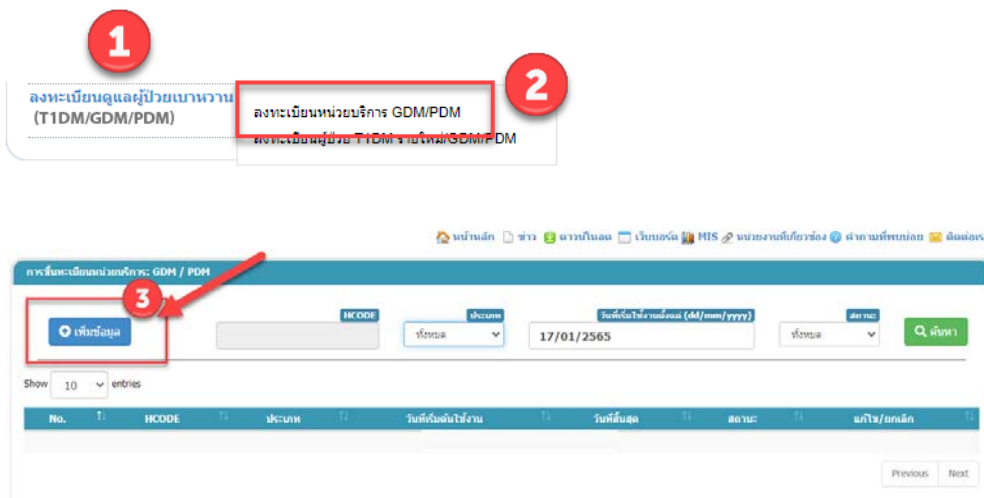 1
2
ลงทะเบียนดูแลผู้ป่วยเบาหวาน
(T1DM/GDM/PDM)
ลงทะเบียนหน่วยบริการ GDM/PDM
ลงทะเบียนผู้ป่วย T1DM รายใหม่/GDM/PDM
หน้าหลัก ข่าว ดาวน์โหลด เว็บบอร์ด MIS หน่วยงานที่เกี่ยวข้อง คำถามที่พบบ่อย ติดต่อเรา
การขึ้นทะเบียนหน่วยบริการ: GDM / PDM
3
HCODE ประเภท วันที่เริ่มใช้งานตั้งแต่ (dd/mm/yyyy) สถานะ
เพิ่มข้อมูล ทั้งหมด 17/01/2565 ทั้งหมด ค้นหา
Show 10 entries
No. HCODE ประเภท วันที่เริ่มต้นใช้งาน วันที่สิ้นสุด สถานะ แก้ไข/ยกเลิก
Previous Next